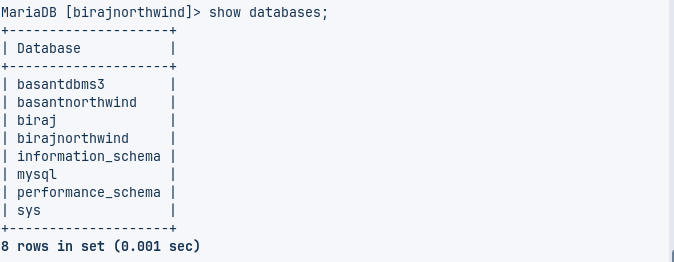 MariaDB [birajnorthwind]> show databases;
+--------------------+
| Database           |
+--------------------+
| basantdbms3        |
| basantnorthwind    |
| biraj              |
| birajnorthwind     |
| information_schema |
| mysql              |
| performance_schema |
| sys                |
+--------------------+
8 rows in set (0.001 sec)